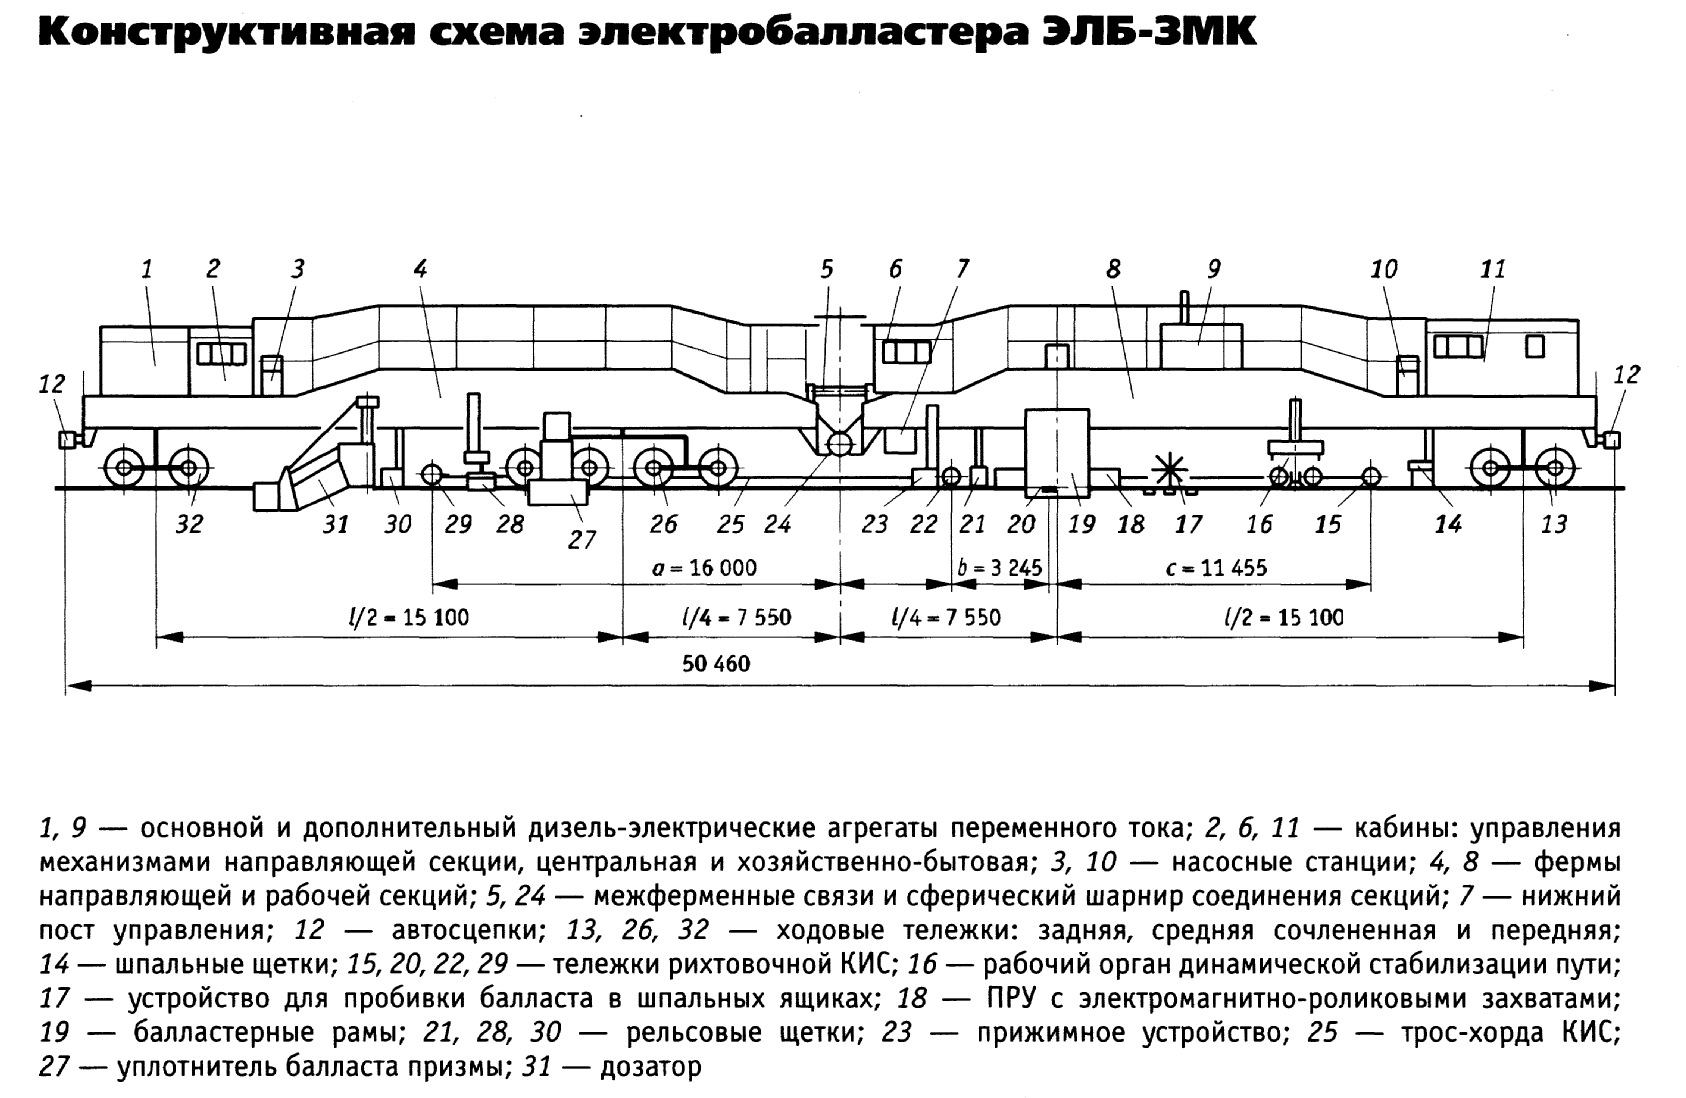 Конструктивная схема электробалластера ЭЛБ-3МК
1 2 3 4 5 6 7 8 9 10 11
12 12
32 31 30 29 28 27 26 25 24 23 22 21 20 19 18 17 16 15 14 13
a = 16 000 b = 3 245 c = 11 455
l/2 = 15 100 l/4 = 7 550 l/4 = 7 550 l/2 = 15 100
50 460
1, 9 — основной и дополнительный дизель-электрические агрегаты переменного тока; 2, 6, 11 — кабины: управления
механизмами направляющей секции, центральная и хозяйственно-бытовая; 3, 10 — насосные станции; 4, 8 — фермы
направляющей и рабочей секций; 5, 24 — межферменные связи и сферический шарнир соединения секций; 7 — нижний
пост управления; 12 — автосцепки; 13, 26, 32 — ходовые тележки: задняя, средняя сочлененная и передняя;
14 — шпальные щетки; 15, 20, 22, 29 — тележки рихтовочной КИС; 16 — рабочий орган динамической стабилизации пути;
17 — устройство для пробивки балласта в шпальных ящиках; 18 — ПРУ с электромагнитно-роликовыми захватами;
19 — балластерные рамы; 21, 28, 30 — рельсовые щетки; 23 — прижимное устройство; 25 — трос-хорда КИС;
27 — уплотнитель балласта призмы; 31 — дозатор